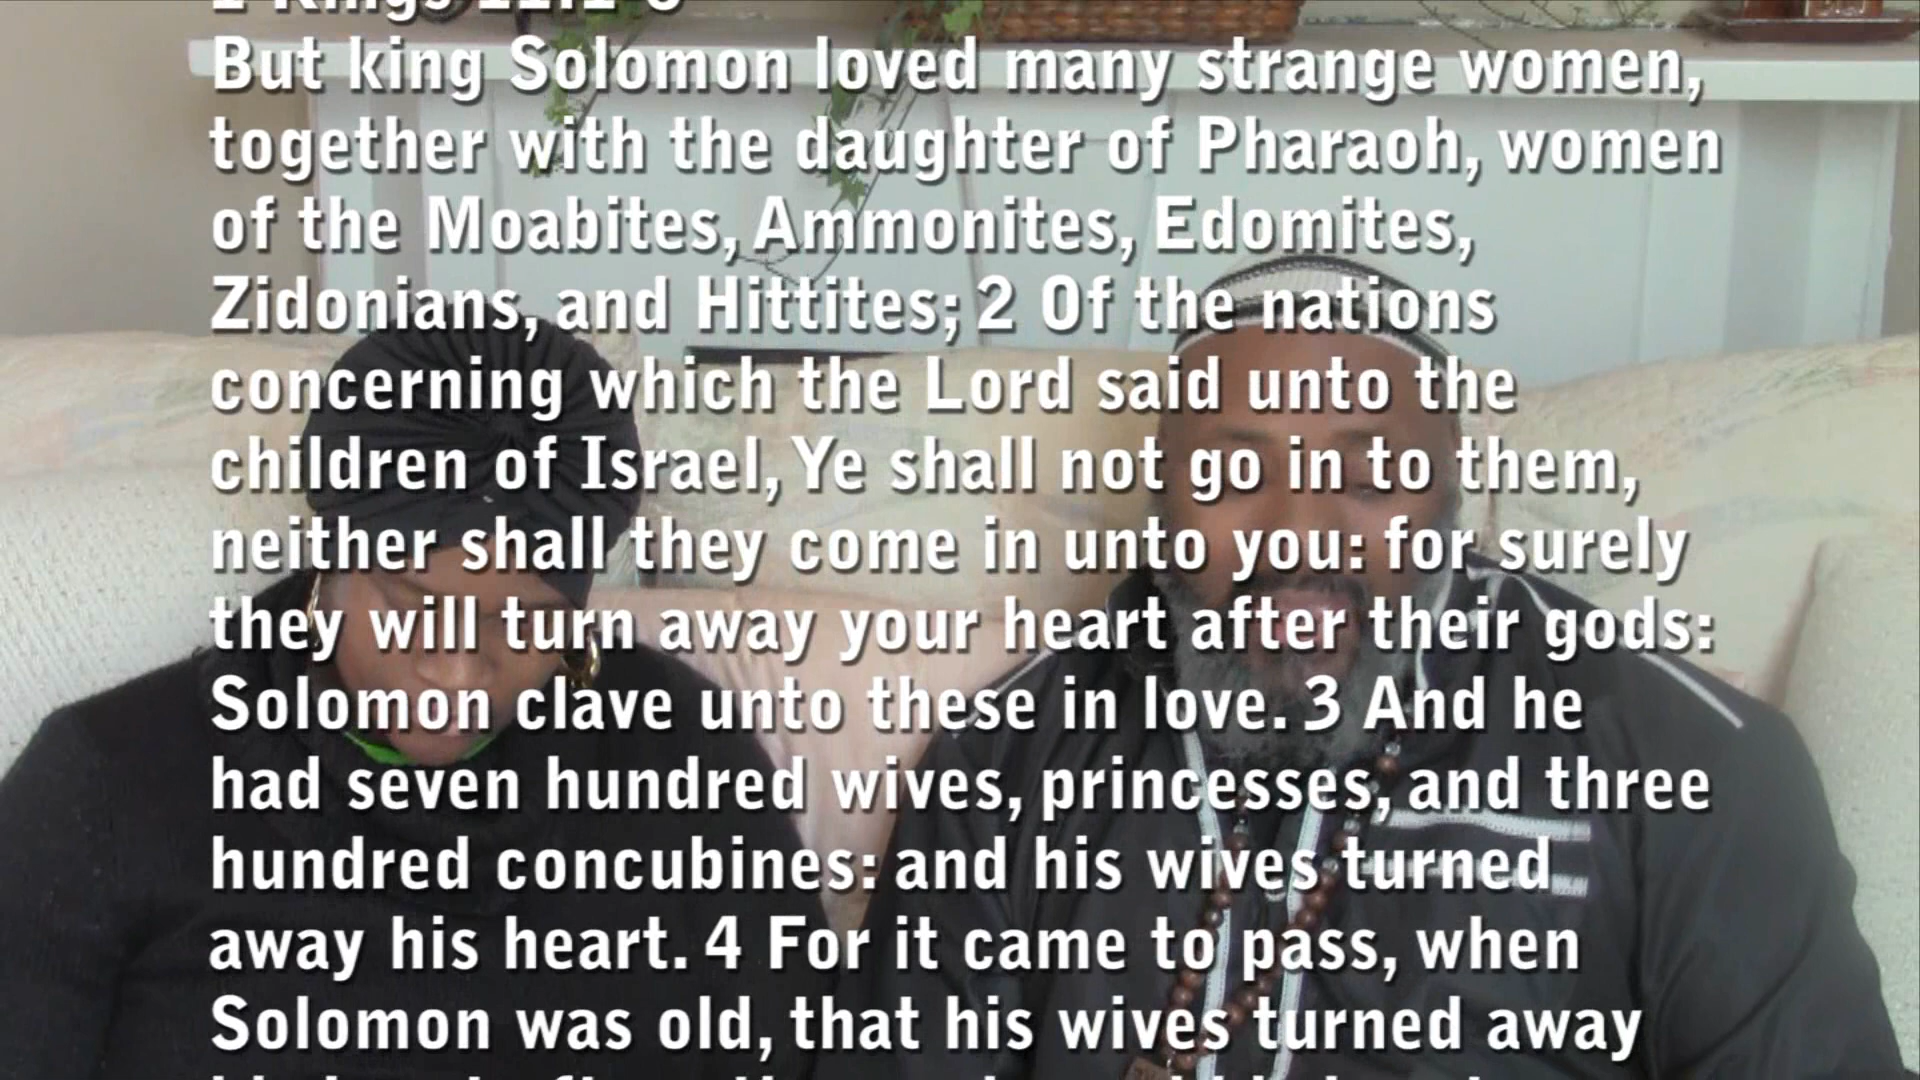 But king Solomon loved many strange women,
together with the daughter of Pharaoh, women
of the Moabites, Ammonites, Edomites,
Zidonians, and Hittites; 2 Of the nations
concerning which the Lord said unto the
children of Israel, Ye shall not go in to them,
neither shall they come in unto you: for surely
they will turn away your heart after their gods:
Solomon clave unto these in love. 3 And he
had seven hundred wives, princesses, and three
hundred concubines: and his wives turned
away his heart. 4 For it came to pass, when
Solomon was old, that his wives turned away